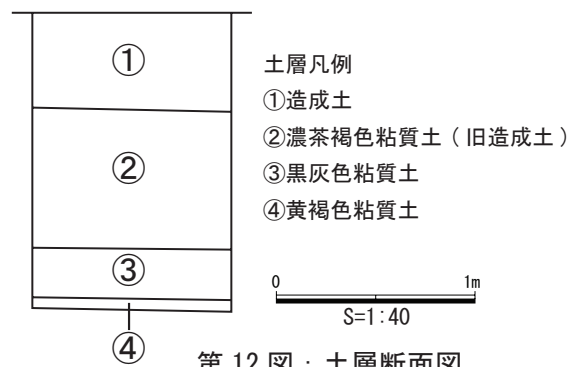 ①
②
③
④
土層凡例
①造成土
②濃茶褐色粘質土（旧造成土）
③黒灰色粘質土
④黄褐色粘質土
0 1m
S=1:40
第12図：土層断面図